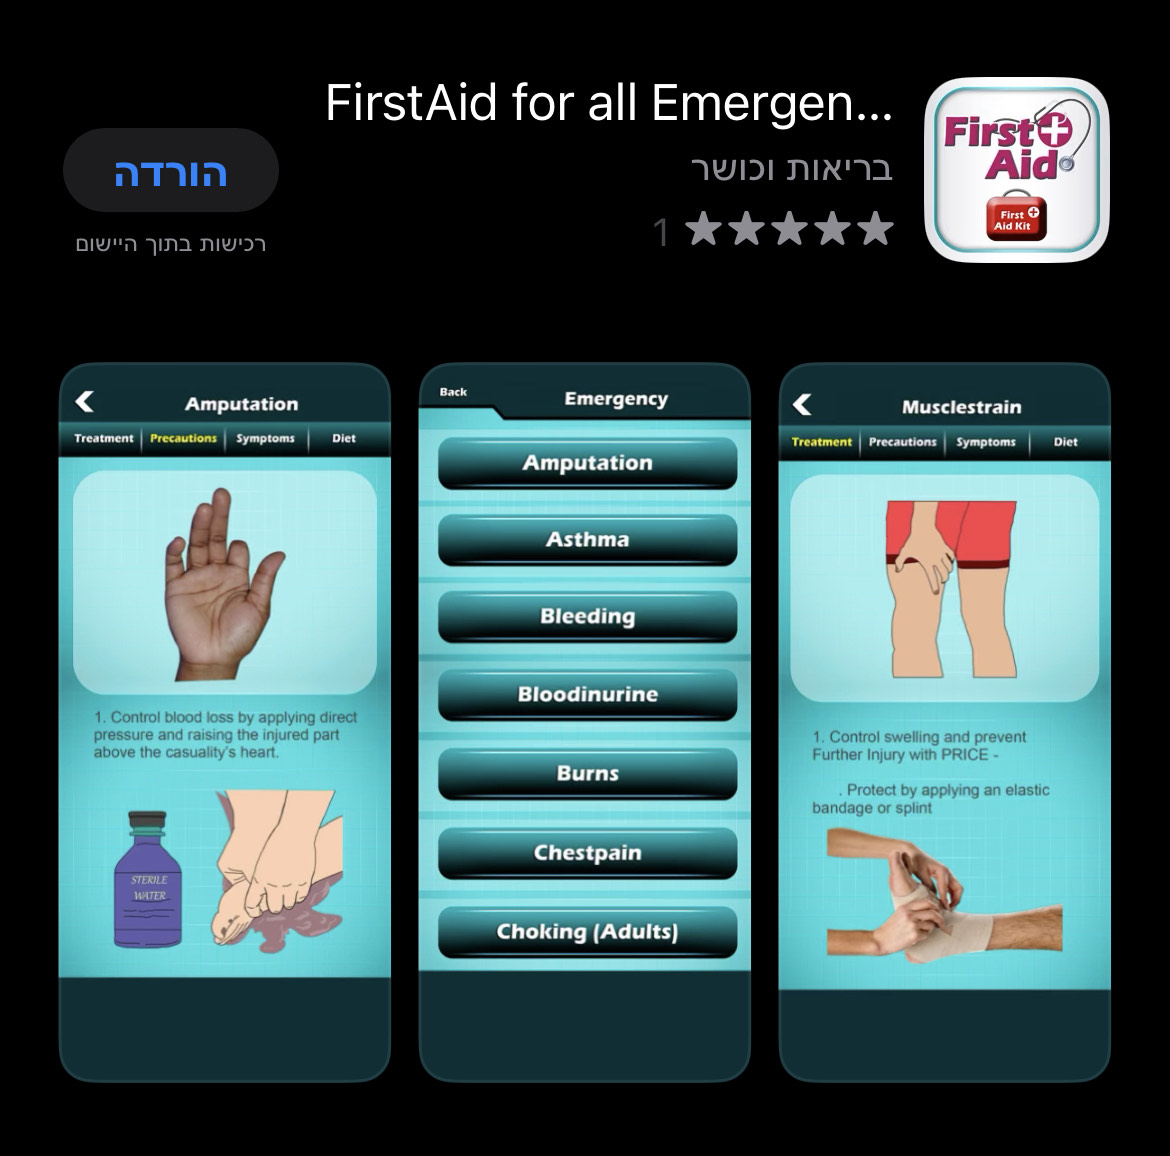 FirstAid for all Emergen...
בריאות וכושר
1
הורדה
רכישות בתוך היישום
First
Aid
First
Aid Kit
Amputation
Treatment
Precautions
Symptoms
Diet
1. Control blood loss by applying direct
pressure and raising the injured part
above the casuality's heart.
STERILE
WATER
Back
Emergency
Amputation
Asthma
Bleeding
Bloodinurine
Burns
Chestpain
Choking (Adults)
Musclestrain
Treatment
Precautions
Symptoms
Diet
1. Control swelling and prevent
Further Injury with PRICE -
. Protect by applying an elastic
bandage or splint